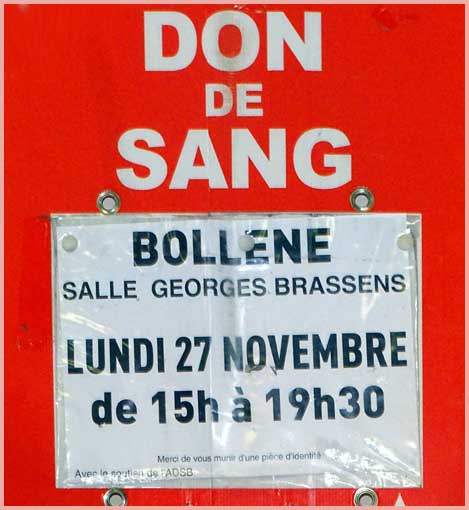 DON
DE
SANG
BOLLENE
SALLE GEORGES BRASSENS
LUNDI 27 NOVEMBRE
de 15h à 19h30
Merci de vous munir d'une pièce d'identité
Avec le soutien de l'ADSB